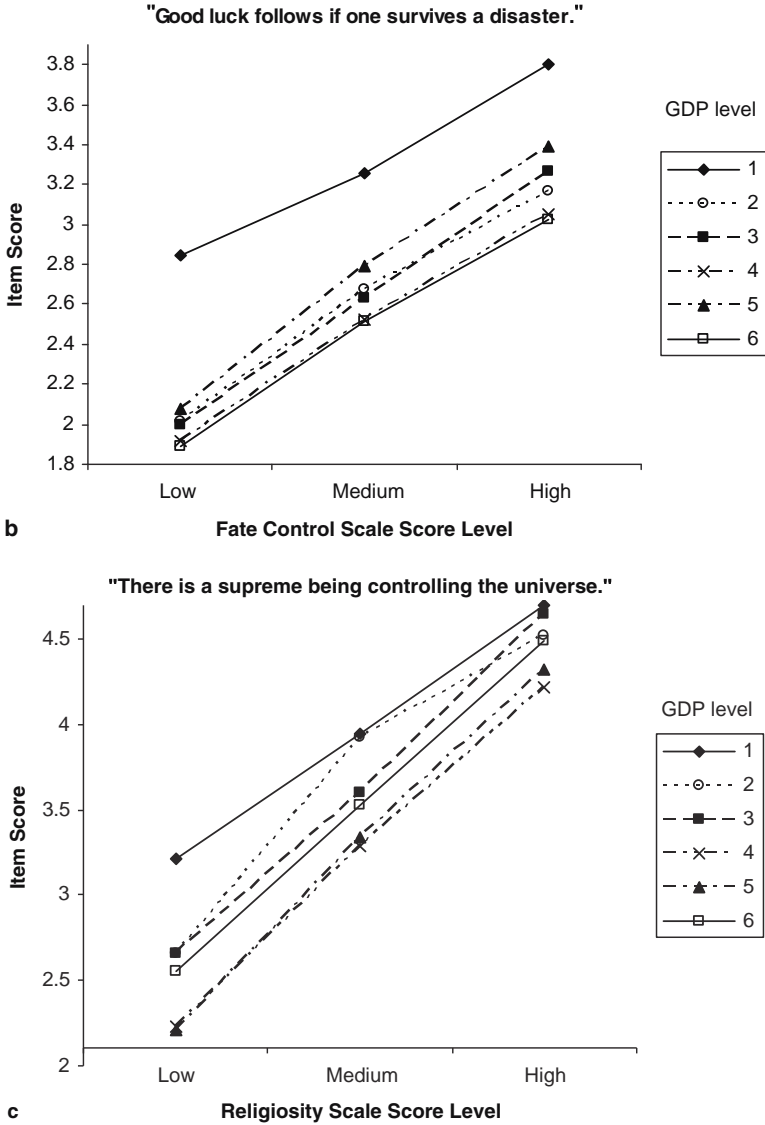 "Good luck follows if one survives a disaster."
3.8
3.6
3.4
3.2
3
2.8
2.6
2.4
2.2
2
1.8
Item Score
Low Medium High
Fate Control Scale Score Level
b
GDP level
1
2
3
4
5
6
"There is a supreme being controlling the universe."
4.5
4
3.5
3
2.5
2
Item Score
Low Medium High
Religiosity Scale Score Level
c
GDP level
1
2
3
4
5
6